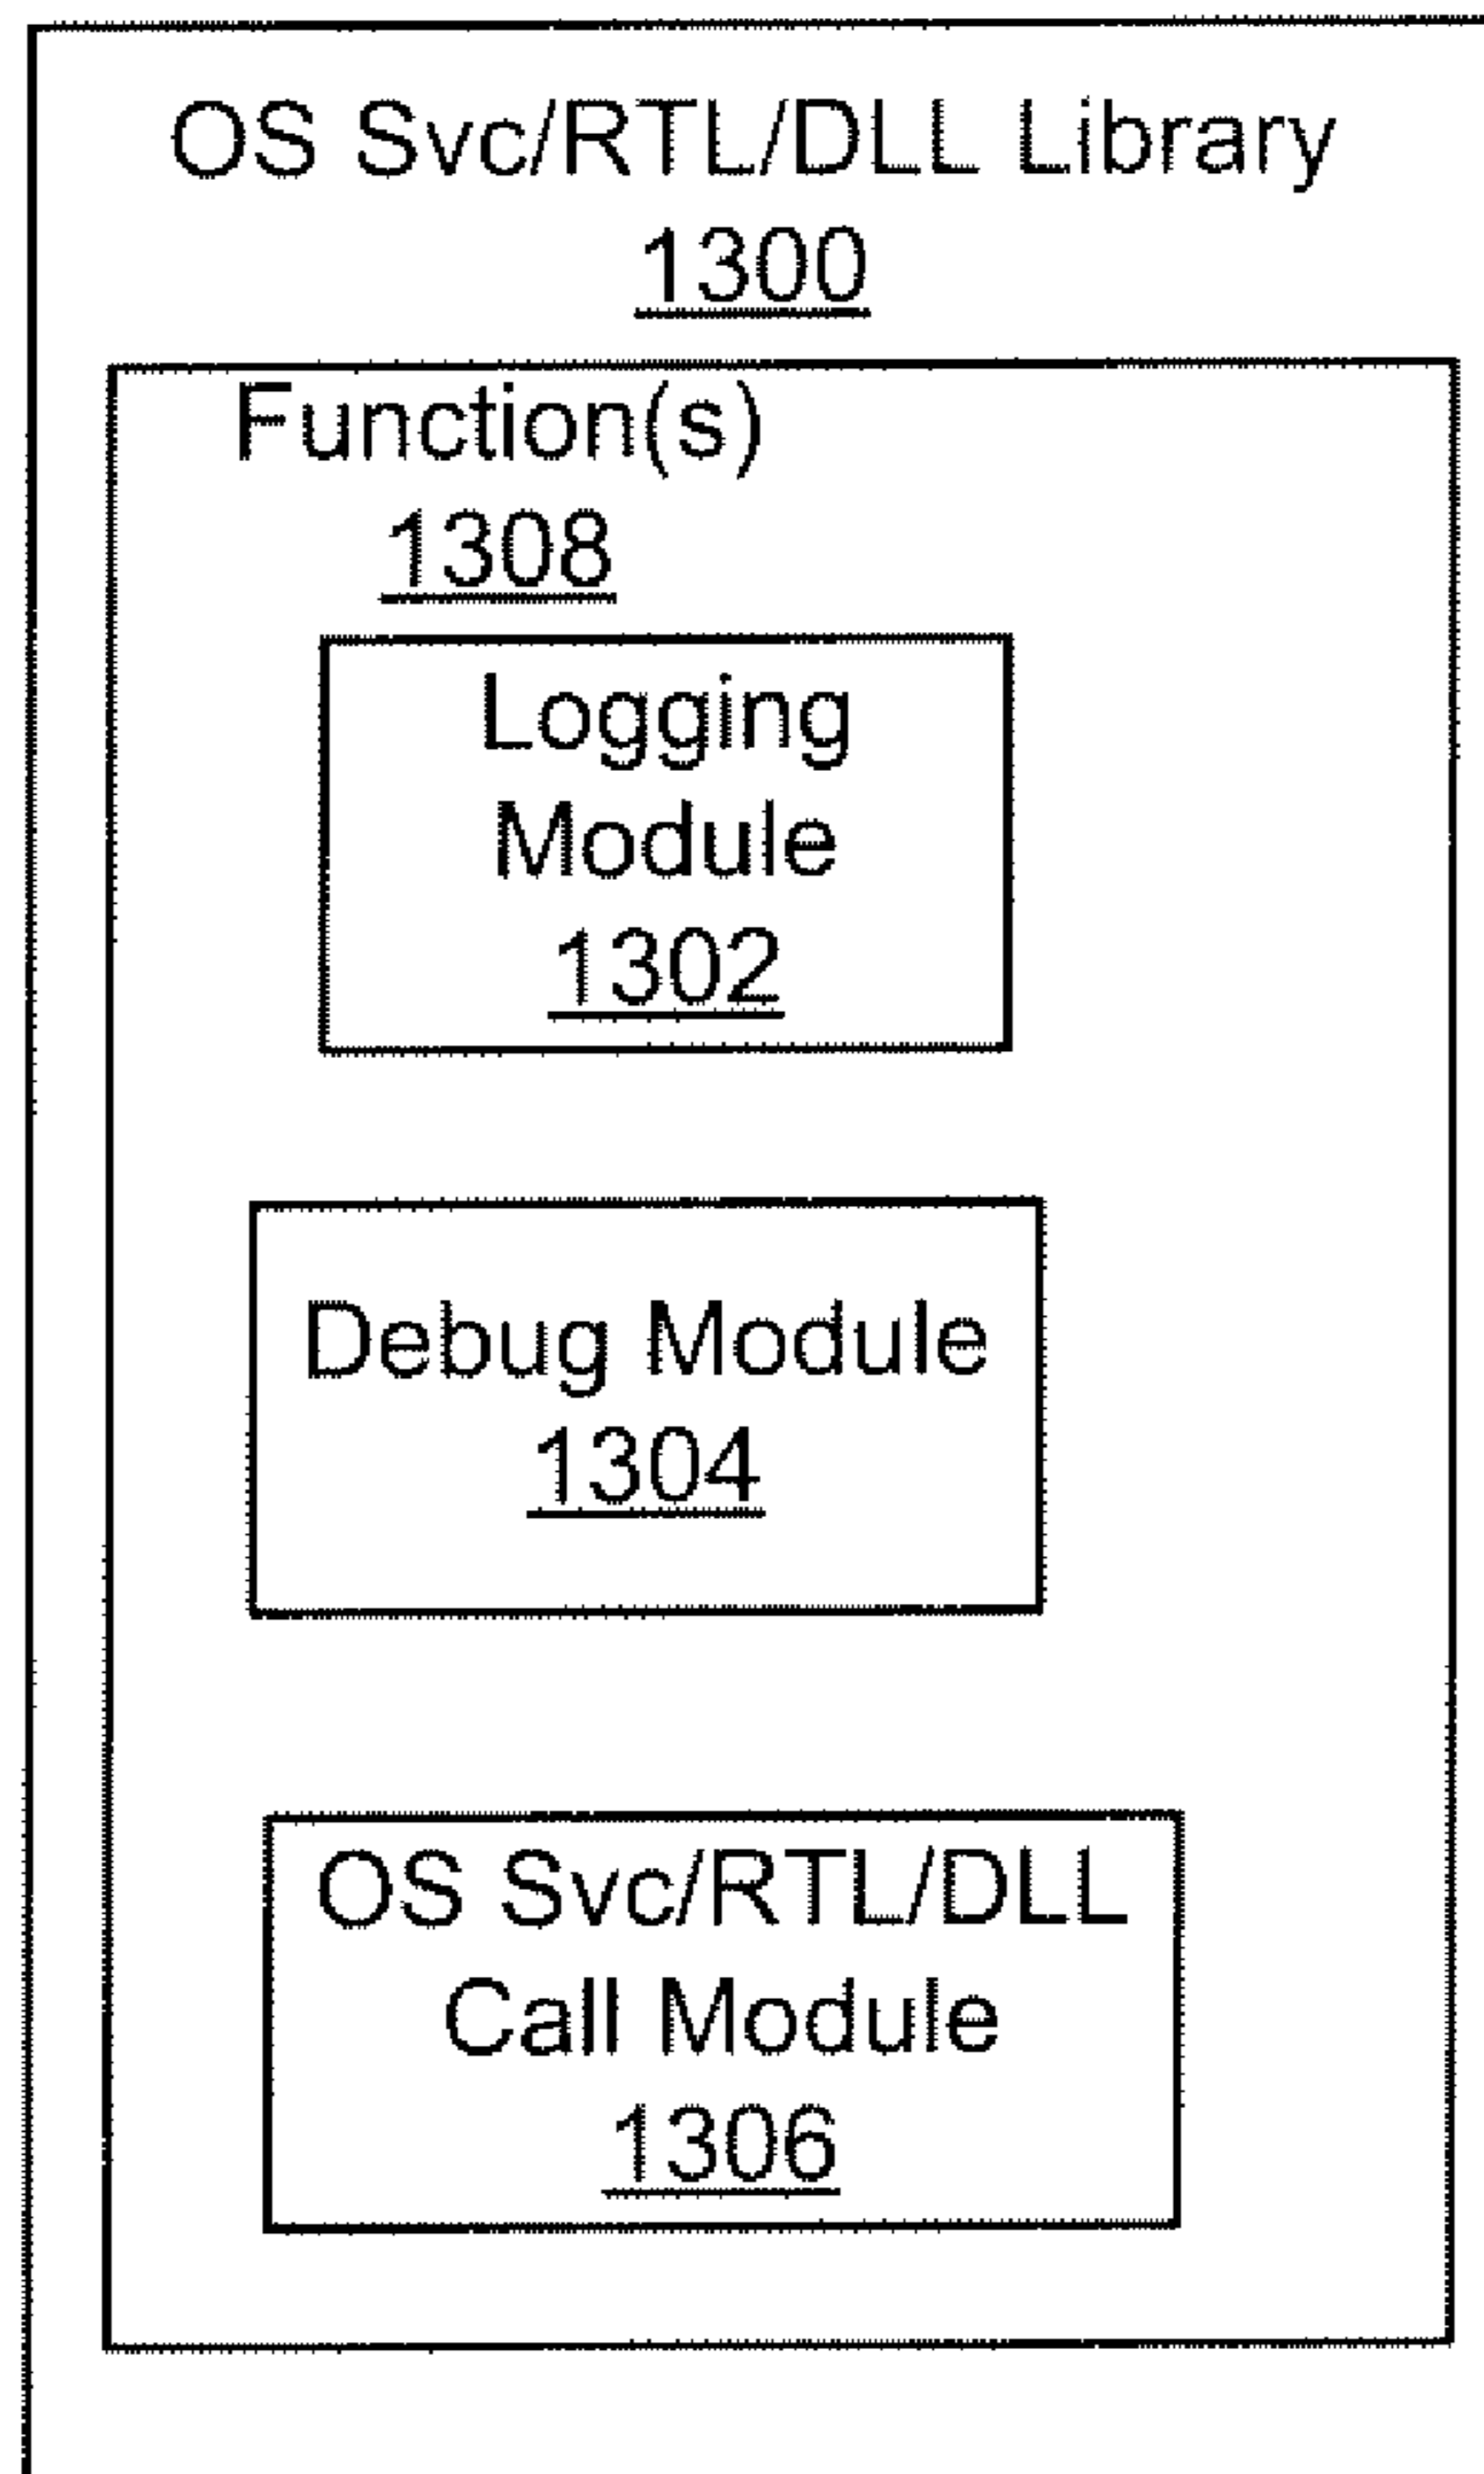 OS Svc/RTL/DLL Library
1300
Function(s)
1308
Logging
Module
1302
Debug Module
1304
OS Svc/RTL/DLL
Call Module
1306